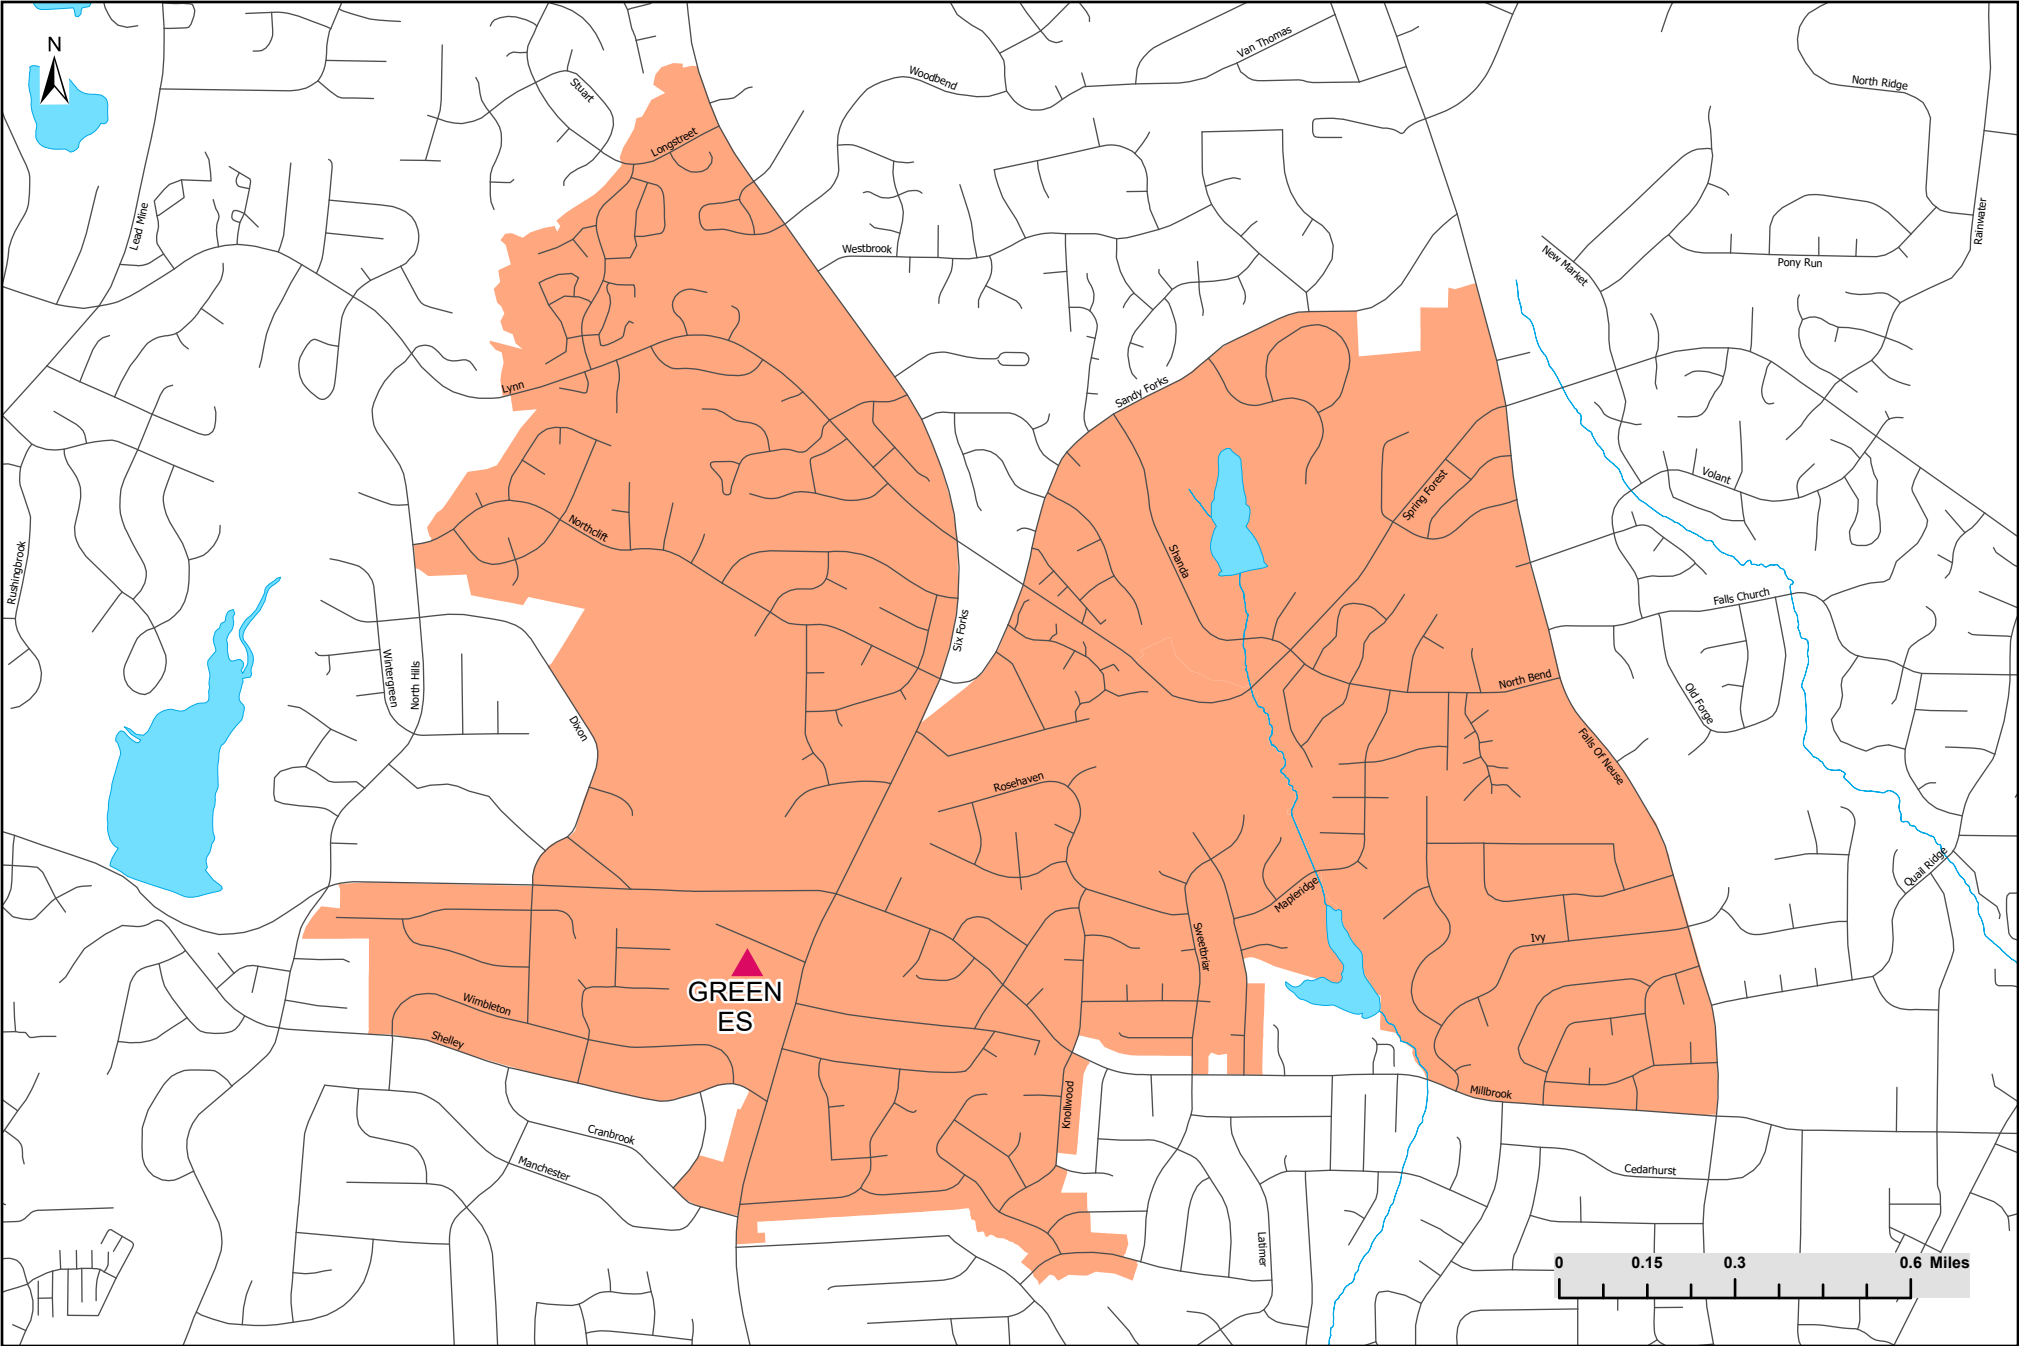 N
Stuart
Longstreet
Woodbend
Van Thomas
North Ridge
Lead Mine
Westbrook
New Market
Pony Run
Rainwater
Lynn
Sandy Forks
Northclift
Spring Forest
Volant
Shanda
Rushingbrook
Falls Church
Six Forks
Wintergreen
North Hills
Dixon
North Bend
Old Forge
Falls Of Neuse
Rosehaven
Mapleridge
Quail Ridge
Sweetbriar
Ivy
GREEN
ES
Wimbleton
Shelley
Knollwood
Millbrook
Cranbrook
Manchester
Cedarhurst
Latimer
0 0.15 0.3 0.6 Miles